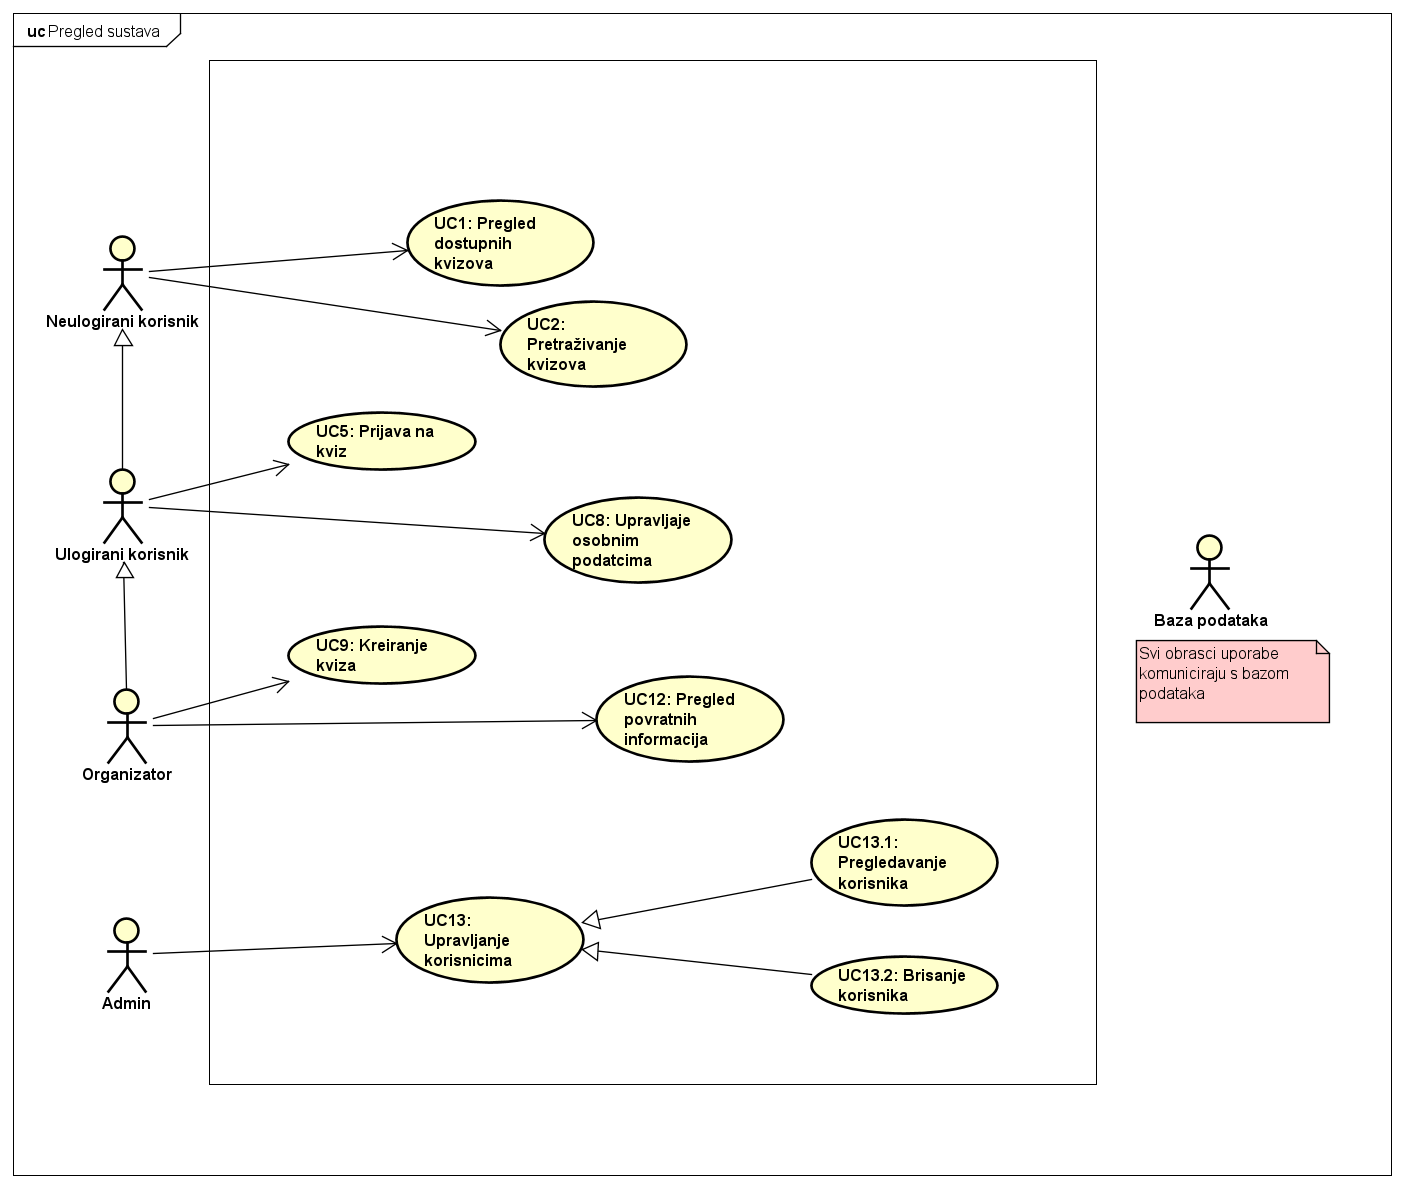 uc Pregled sustava
UC1: Pregled
dostupnih
kvizova
Neulogirani korisnik
UC2:
Pretraživanje
kvizova
UC5: Prijava na
kviz
Ulogirani korisnik
UC8: Upravljaje
osobnim
podatcima
Baza podataka
Svi obrasci uporabe
komuniciraju s bazom
podataka
UC9: Kreiranje
kviza
Organizator
UC12: Pregled
povratnih
informacija
UC13.1:
Pregledavanje
korisnika
UC13:
Upravljanje
korisnicima
UC13.2: Brisanje
korisnika
Admin